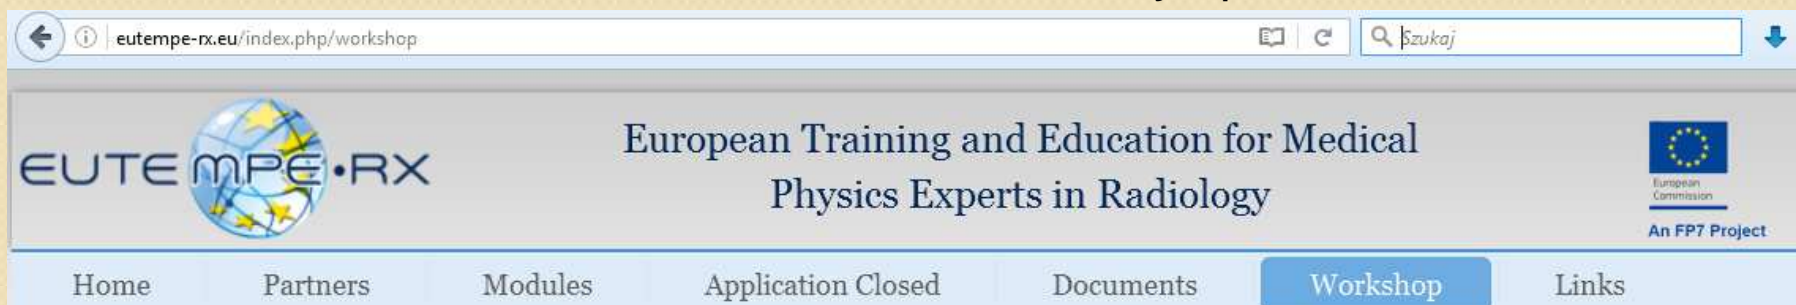 eutempe-rx.eu/index.php/workshop
Szukaj
EUTEMPE•RX
European Training and Education for Medical
Physics Experts in Radiology
European
Commission
An FP7 Project
Home Partners Modules Application Closed Documents Workshop Links